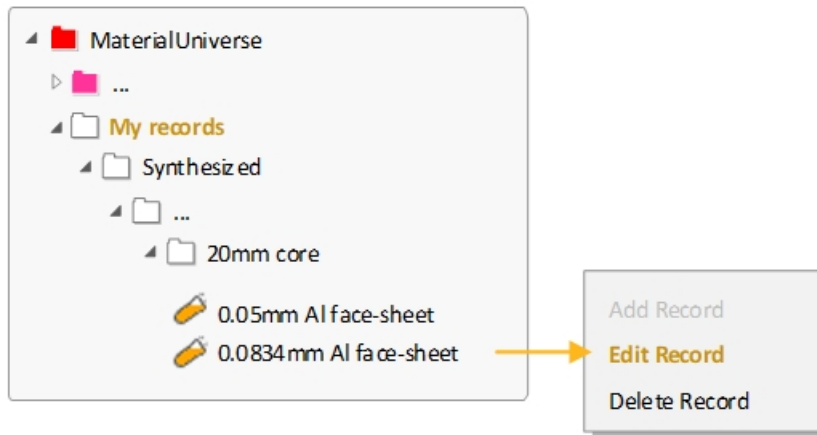 MaterialUniverse
...
My records
Synthesized
...
20mm core
0.05mm Al face-sheet
0.0834mm Al face-sheet
Add Record
Edit Record
Delete Record